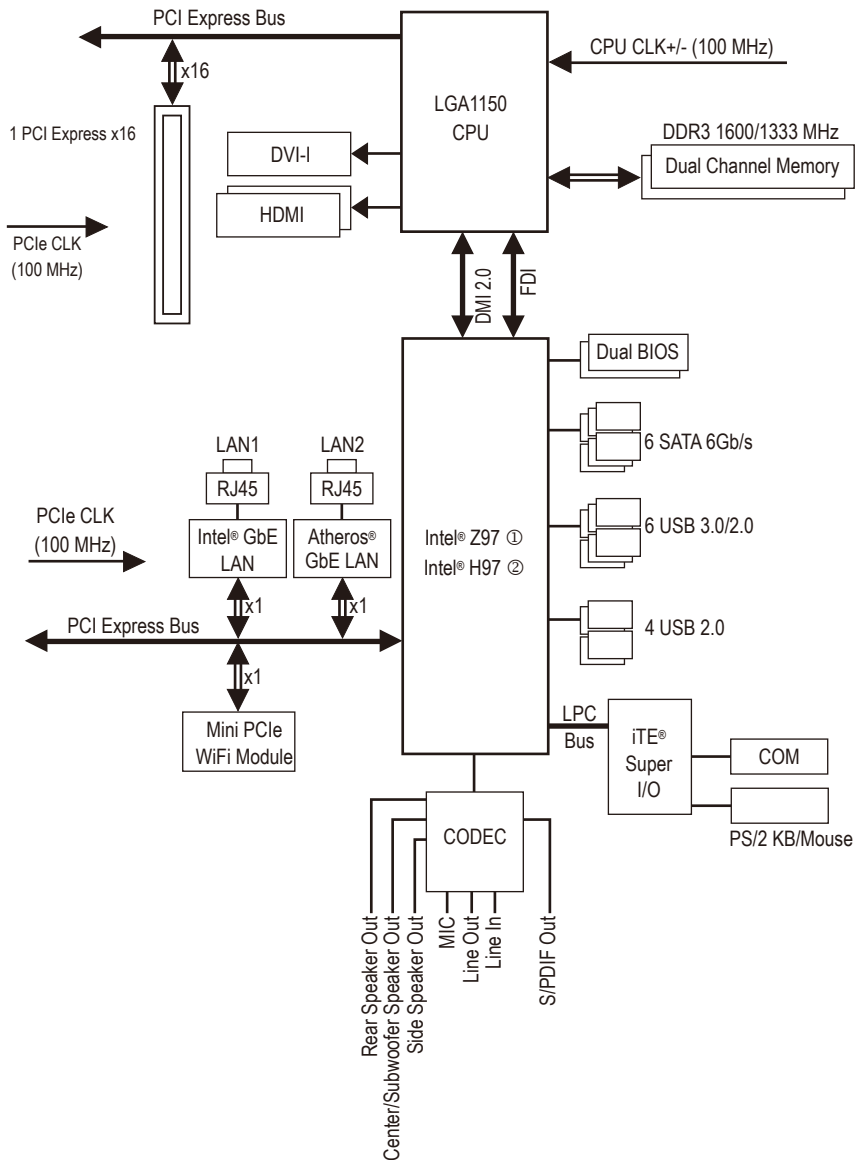 PCI Express Bus
x16
1 PCI Express x16
PCIe CLK
(100 MHz)
DVI-I
HDMI
LGA1150
CPU
CPU CLK+/- (100 MHz)
DDR3 1600/1333 MHz
Dual Channel Memory
DMI 2.0
FDI
Dual BIOS
6 SATA 6Gb/s
6 USB 3.0/2.0
4 USB 2.0
Intel® Z97 ①
Intel® H97 ②
LAN1
LAN2
RJ45
RJ45
PCIe CLK
(100 MHz)
Intel® GbE
LAN
Atheros®
GbE LAN
x1
x1
PCI Express Bus
x1
Mini PCIe
WiFi Module
LPC
Bus
iTE®
Super
I/O
COM
PS/2 KB/Mouse
CODEC
Rear Speaker Out
Center/Subwoofer Speaker Out
Side Speaker Out
MIC
Line Out
Line In
S/PDIF Out